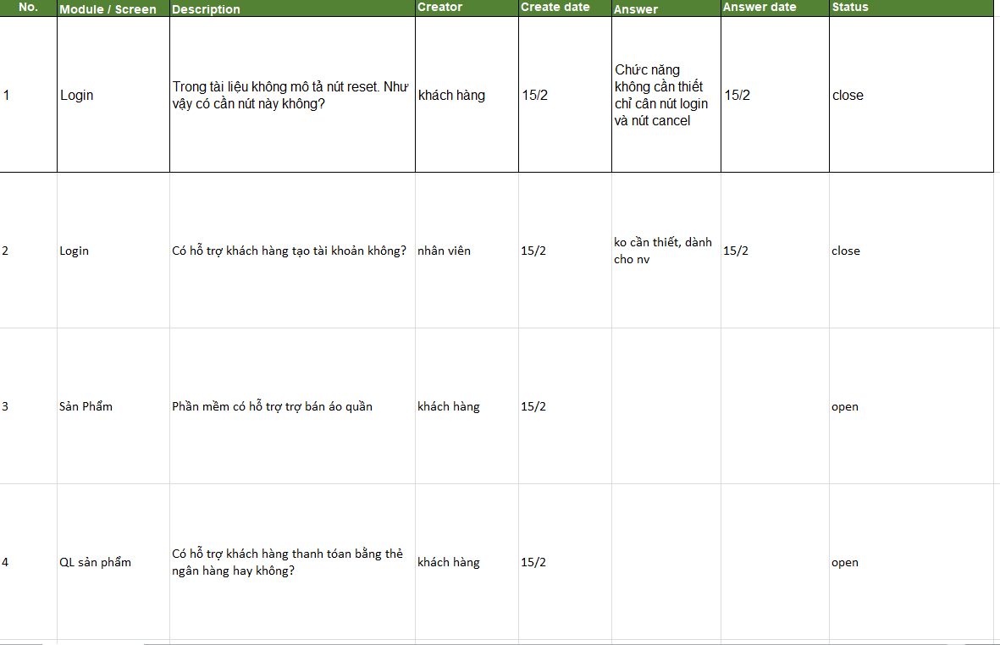 No. Module / Screen Description Creator Create date Answer Answer date Status
1 Login Trong tài liệu không mô tả nút reset. Như
vậy có cần nút này không? khách hàng 15/2 Chức năng
không cần thiết
chỉ cân nút login
và nút cancel 15/2 close
2 Login Có hỗ trợ khách hàng tạo tài khoản không? nhân viên 15/2 ko cần thiết, dành
cho nv 15/2 close
3 Sản Phẩm Phần mềm có hỗ trợ trợ bán áo quần khách hàng 15/2 open
4 QL sản phẩm Có hỗ trợ khách hàng thanh tóan bằng thẻ
ngân hàng hay không? khách hàng 15/2 open